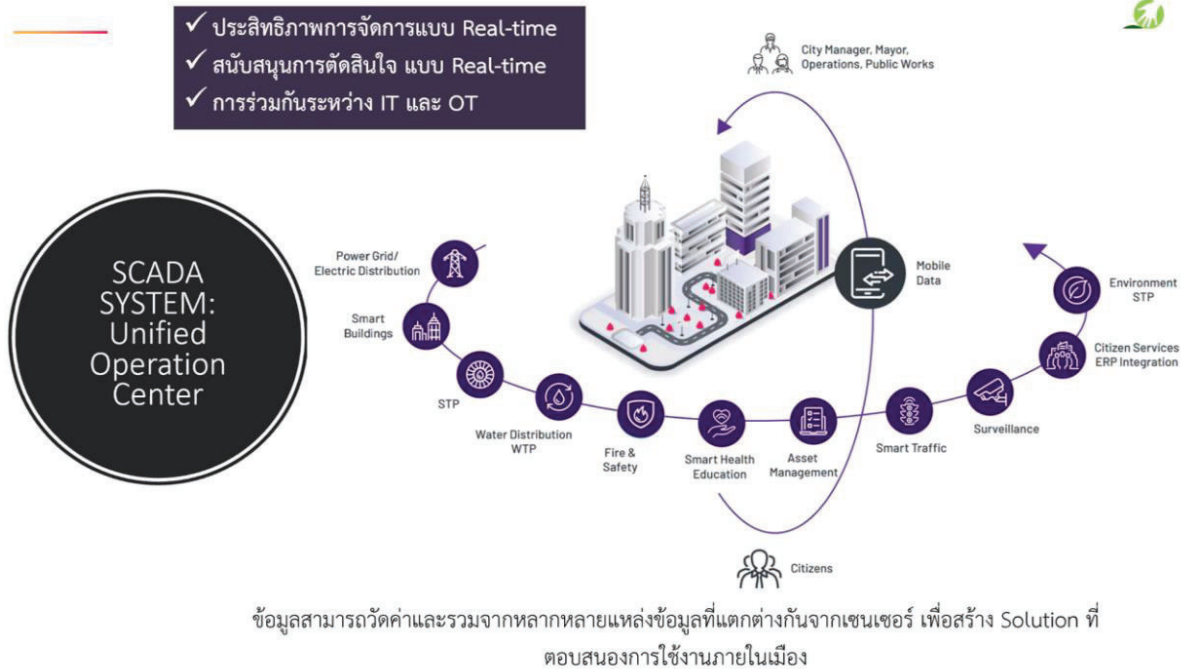 ✓ ประสิทธิภาพการจัดการแบบ Real-time
✓ สนับสนุนการตัดสินใจ แบบ Real-time
✓ การร่วมกันระหว่าง IT และ OT
City Manager, Mayor,
Operations, Public Works
SCADA
SYSTEM:
Unified
Operation
Center
Power Grid/
Electric Distribution
Smart
Buildings
STP
Water Distribution
WTP
Fire &
Safety
Smart Health
Education
Asset
Management
Smart Traffic
Surveillance
Citizen Services
ERP Integration
Environment
STP
Mobile
Data
Citizens
ข้อมูลสามารถวัดค่าและรวมจากหลากหลายแหล่งข้อมูลที่แตกต่างกันจากเซนเซอร์ เพื่อสร้าง Solution ที่
ตอบสนองการใช้งานภายในเมือง